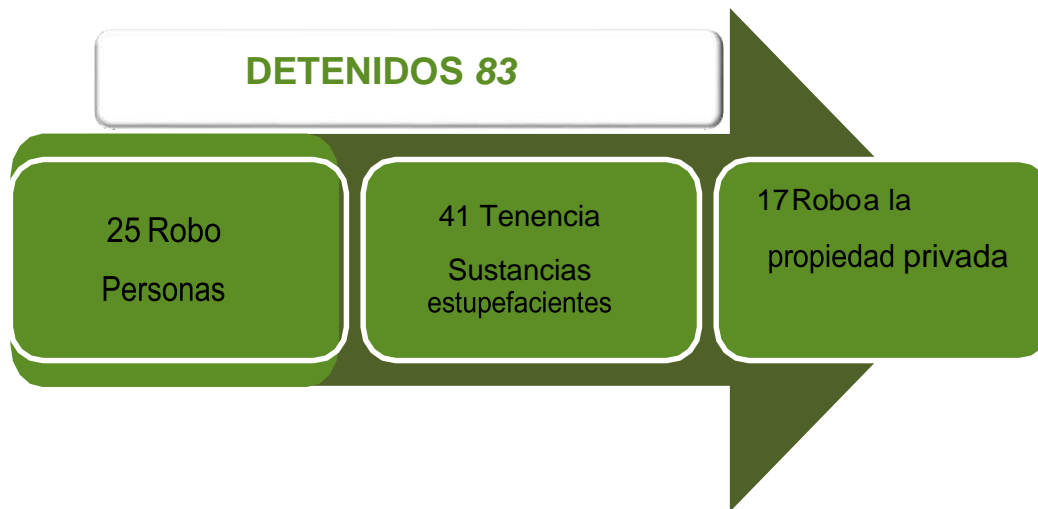 DETENIDOS 83
25 Robo
Personas
41 Tenencia
Sustancias
estupefacientes
17 Roboa la
propiedad privada